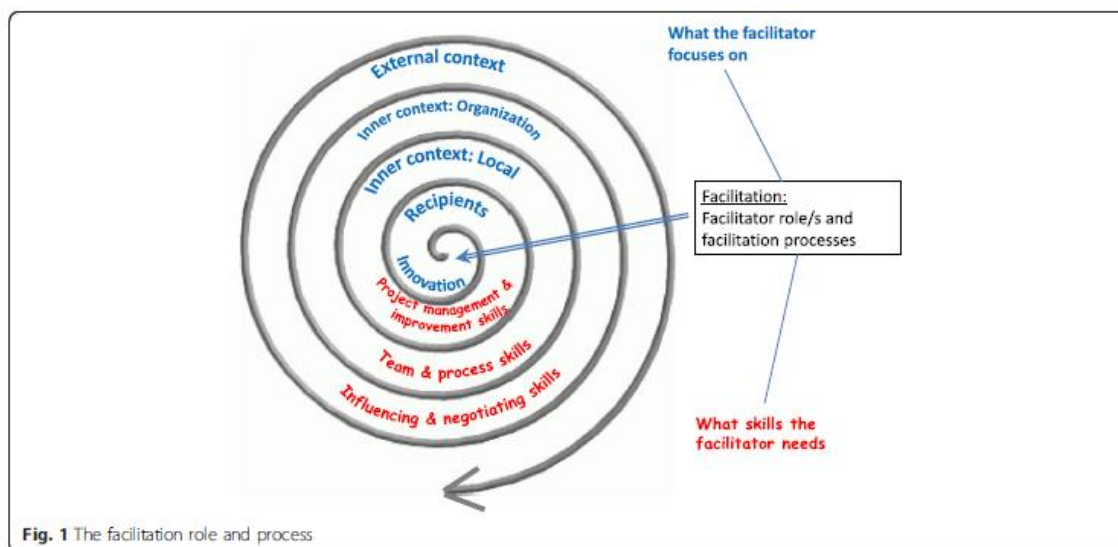 What the facilitator
focuses on
External context
Inner context: Organization
Inner context: Local
Recipients
Facilitation:
Facilitator role/s and
facilitation processes
Innovation
Project management &
improvement skills
Team & process skills
Influencing & negotiating skills
What skills the
facilitator needs
Fig. 1 The facilitation role and process